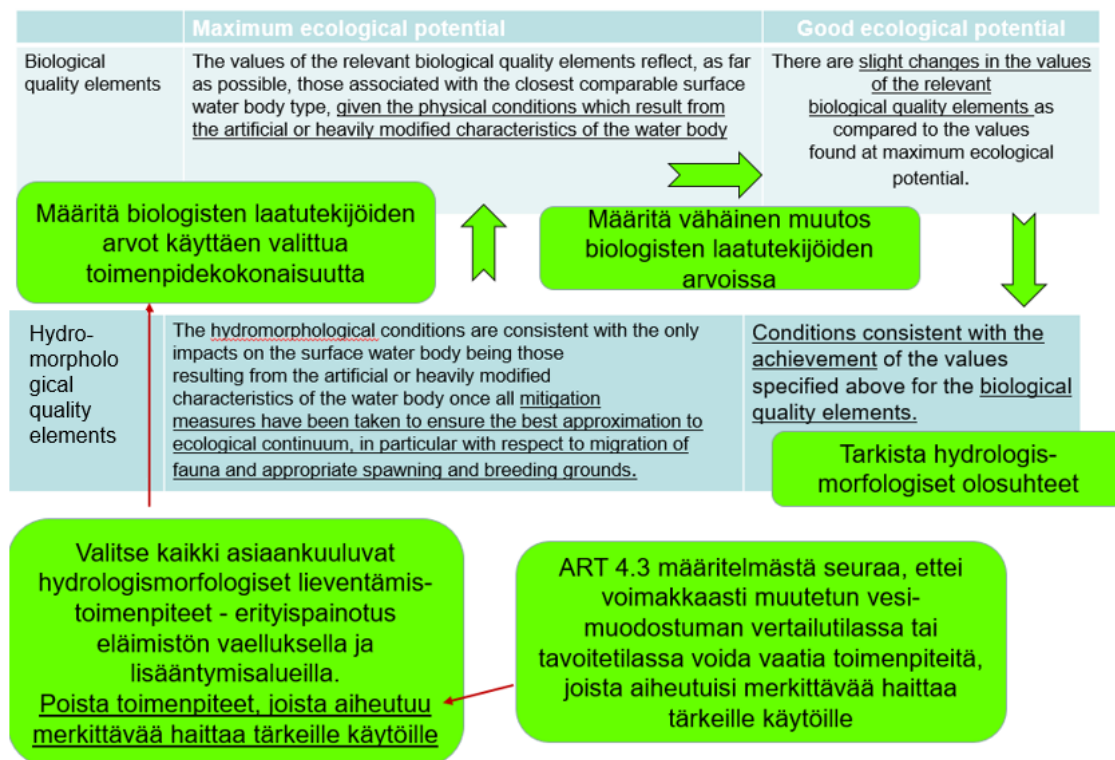 Maximum ecological potential
Good ecological potential
Biological
quality elements
The values of the relevant biological quality elements reflect, as far
as possible, those associated with the closest comparable surface
water body type, given the physical conditions which result from
the artificial or heavily modified characteristics of the water body
There are slight changes in the values
of the relevant
biological quality elements as
compared to the values
found at maximum ecological
potential.
Määritä biologisten laatutekijöiden
arvot käyttäen valittua
toimenpidekokonaisuutta
Määritä vähäinen muutos
biologisten laatutekijöiden
arvoissa
Hydro-
morpholo
gical
quality
elements
The hydromorphological conditions are consistent with the only
impacts on the surface water body being those
resulting from the artificial or heavily modified
characteristics of the water body once all mitigation
measures have been taken to ensure the best approximation to
ecological continuum, in particular with respect to migration of
fauna and appropriate spawning and breeding grounds.
Conditions consistent with the
achievement of the values
specified above for the biological
quality elements.
Tarkista hydrologis-
morfologiset olosuhteet
Valitse kaikki asiaankuuluvat
hydrologismorfologiset lieventämis-
toimenpiteet - erityispainotus
eläimistön vaelluksella ja
lisääntymisalueilla.
Poista toimenpiteet, joista aiheutuu
merkittävää haittaa tärkeille käytöille
ART 4.3 määritelmästä seuraa, ettei
voimakkaasti muutetun vesi-
muodostuman vertailutilassa tai
tavoitetilassa voida vaatia toimenpiteitä,
joista aiheutuisi merkittävää haittaa
tärkeille käytöille